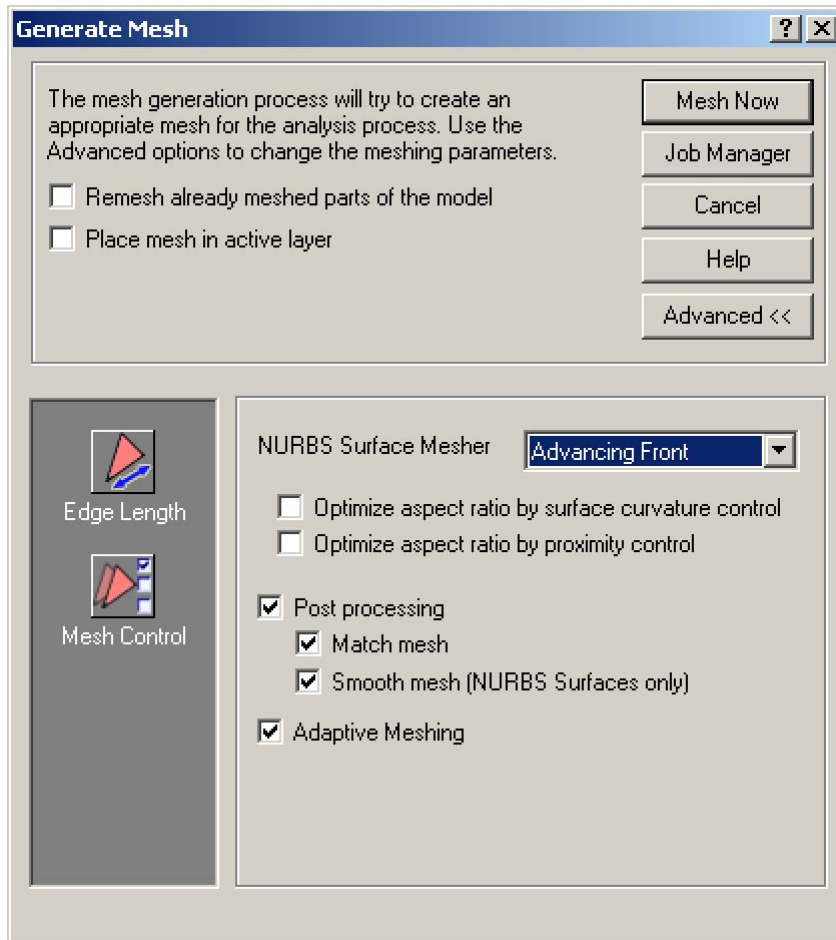 Generate Mesh
The mesh generation process will try to create an
appropriate mesh for the analysis process. Use the
Advanced options to change the meshing parameters.
Remesh already meshed parts of the model
Place mesh in active layer
Mesh Now
Job Manager
Cancel
Help
Advanced <<
Edge Length
Mesh Control
NURBS Surface Mesher
Advancing Front
Optimize aspect ratio by surface curvature control
Optimize aspect ratio by proximity control
Post processing
Match mesh
Smooth mesh (NURBS Surfaces only)
Adaptive Meshing